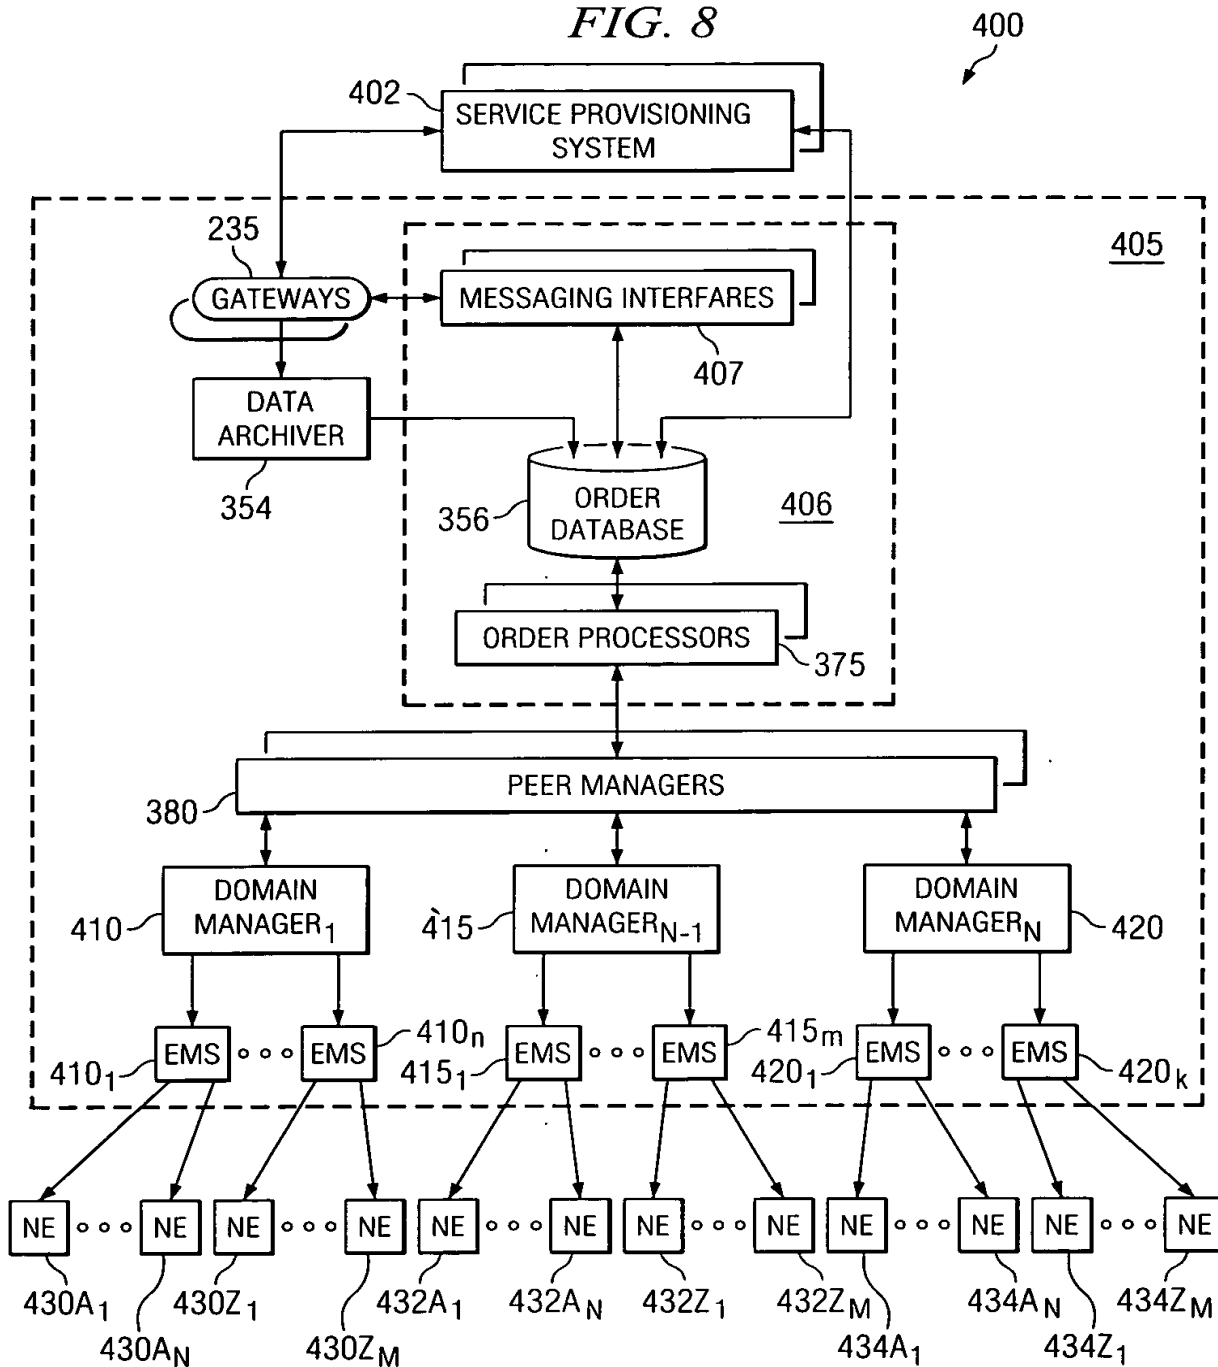 FIG. 8
400
402
SERVICE PROVISIONING
SYSTEM
235
405
GATEWAYS
MESSAGING INTERFARES
407
DATA
ARCHIVER
354
356
ORDER
DATABASE
406
ORDER PROCESSORS
375
PEER MANAGERS
380
DOMAIN
MANAGER1
410
DOMAIN
MANAGERN-1
415
DOMAIN
MANAGERN
420
EMS
EMS
EMS
EMS
EMS
EMS
4101
410n
4151
415m
4201
420k
NE
NE
NE
NE
NE
NE
NE
NE
NE
NE
NE
NE
430A1
430AN
430Z1
430ZM
432A1
432AN
432Z1
432ZM
434A1
434AN
434Z1
434ZM